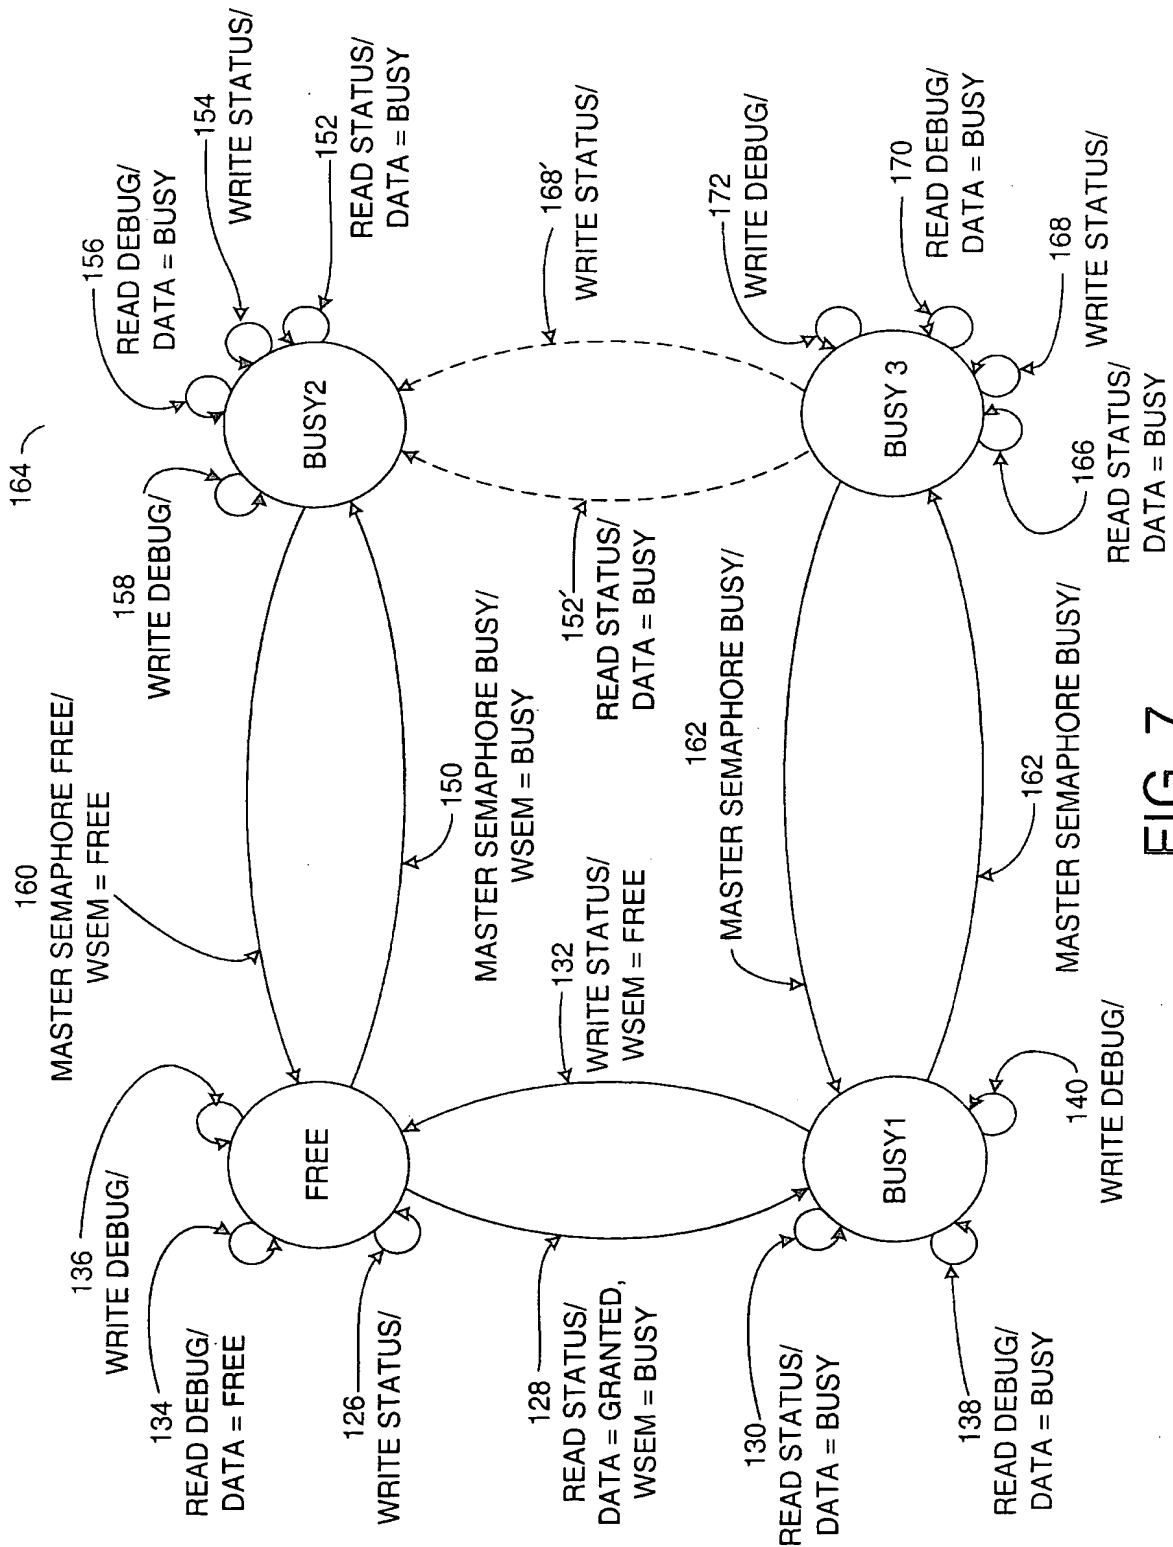 164
160
MASTER SEMAPHORE FREE/
WSEM = FREE
136
WRITE DEBUG/
134
READ DEBUG/
DATA = FREE
126
WRITE STATUS/
FREE
158
WRITE DEBUG/
156
READ DEBUG/
DATA = BUSY
154
WRITE STATUS/
152
READ STATUS/
DATA = BUSY
BUSY2
150
MASTER SEMAPHORE BUSY/
WSEM = BUSY
128
READ STATUS/
DATA = GRANTED,
WSEM = BUSY
132
WRITE STATUS/
WSEM = FREE
152′
READ STATUS/
DATA = BUSY
168′
WRITE STATUS/
162
MASTER SEMAPHORE BUSY/
130
READ STATUS/
DATA = BUSY
BUSY1
138
READ DEBUG/
DATA = BUSY
140
WRITE DEBUG/
162
MASTER SEMAPHORE BUSY/
172
WRITE DEBUG/
BUSY 3
170
READ DEBUG/
DATA = BUSY
168
WRITE STATUS/
166
READ STATUS/
DATA = BUSY
FIG 7